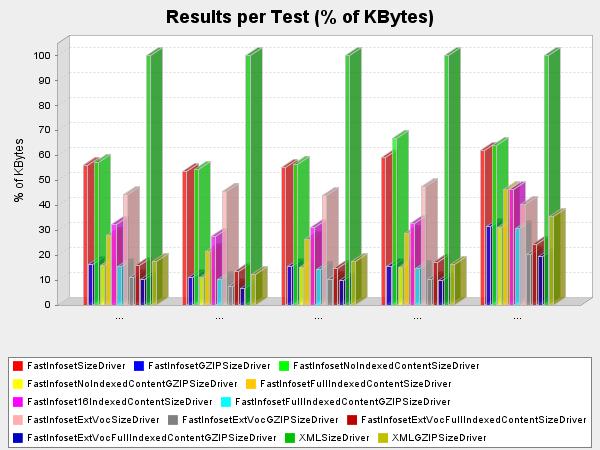 Results per Test (% of KBytes)
100
90
80
70
60
50
40
30
20
10
0
% of KBytes
... ... ... ... ...
FastInfosetSizeDriver FastInfosetGZIPSizeDriver FastInfosetNoIndexedContentSizeDriver
FastInfosetNoIndexedContentGZIPSizeDriver FastInfosetFullIndexedContentSizeDriver
FastInfoset16IndexedContentSizeDriver FastInfosetFullIndexedContentGZIPSizeDriver
FastInfosetExtVocSizeDriver FastInfosetExtVocGZIPSizeDriver FastInfosetExtVocFullIndexedContentSizeDriver
FastInfosetExtVocFullIndexedContentGZIPSizeDriver XMLSizeDriver XMLGZIPSizeDriver